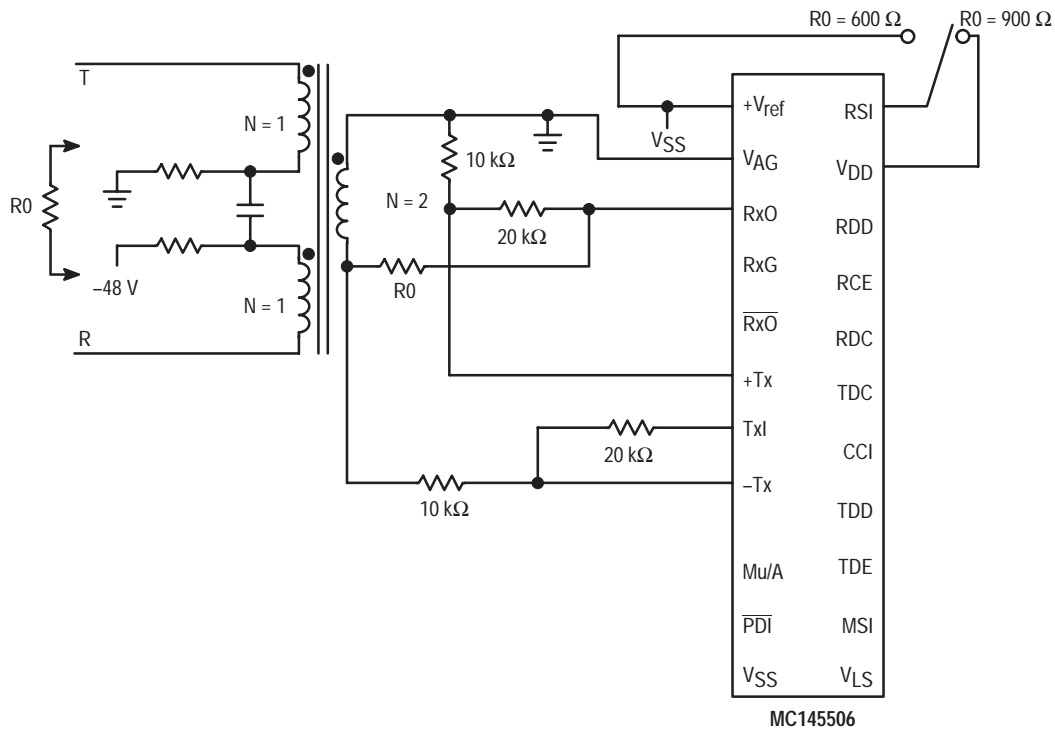 R0 = 600 Ω
R0 = 900 Ω
T
N = 1
+Vref
RSI
VSS
10 kΩ
VAG
VDD
R0
N = 2
RxO
RDD
20 kΩ
RxG
RCE
–48 V
R0
N = 1
RxO
RDC
R
+Tx
TDC
TxI
20 kΩ
CCI
–Tx
10 kΩ
TDD
Mu/A
TDE
PDI
MSI
VSS
VLS
MC145506